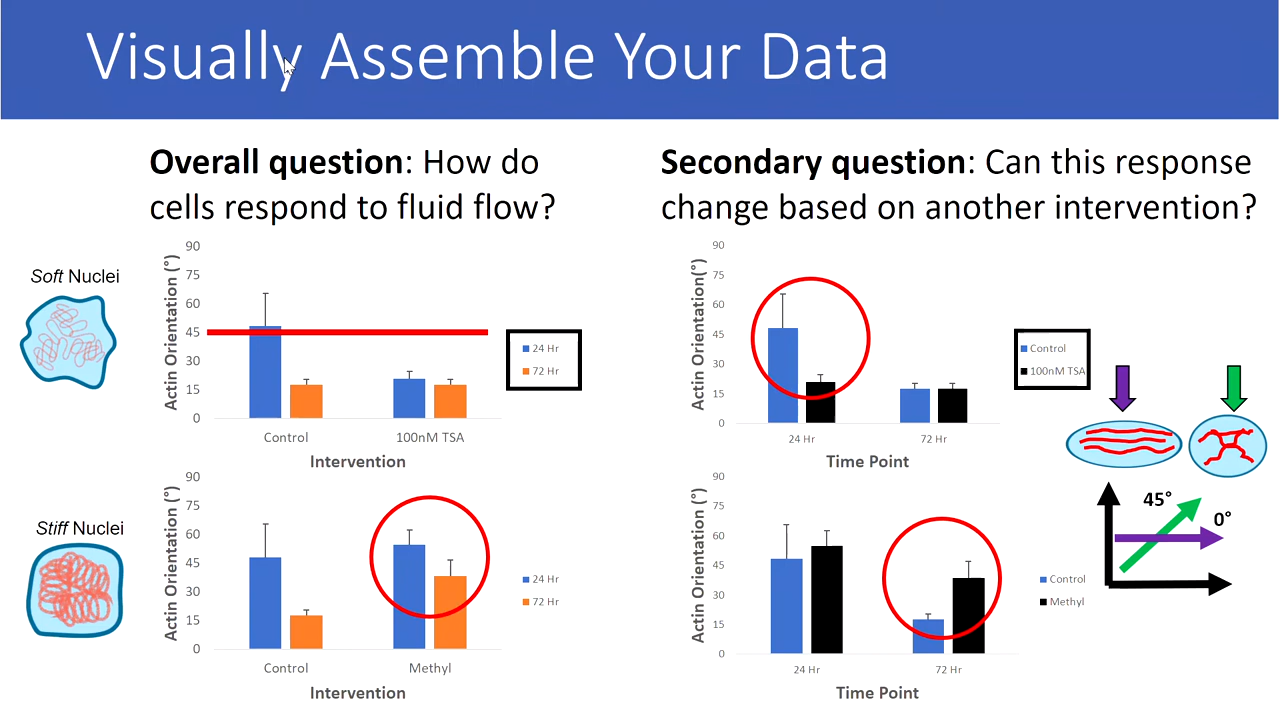 Visually Assemble Your Data
Overall question: How do
cells respond to fluid flow?
Secondary question: Can this response
change based on another intervention?
Soft Nuclei
Actin Orientation (°)
90
75
60
45
30
15
0
Control
100nM TSA
Intervention
24 Hr
72 Hr
Actin Orientation(°)
90
75
60
45
30
15
0
24 Hr
72 Hr
Time Point
Control
100nM TSA
Stiff Nuclei
Actin Orientation (°)
90
75
60
45
30
15
0
Control
Methyl
Intervention
24 Hr
72 Hr
Actin Orientation (°)
90
75
60
45
30
15
0
24 Hr
72 Hr
Time Point
Control
Methyl
45°
0°